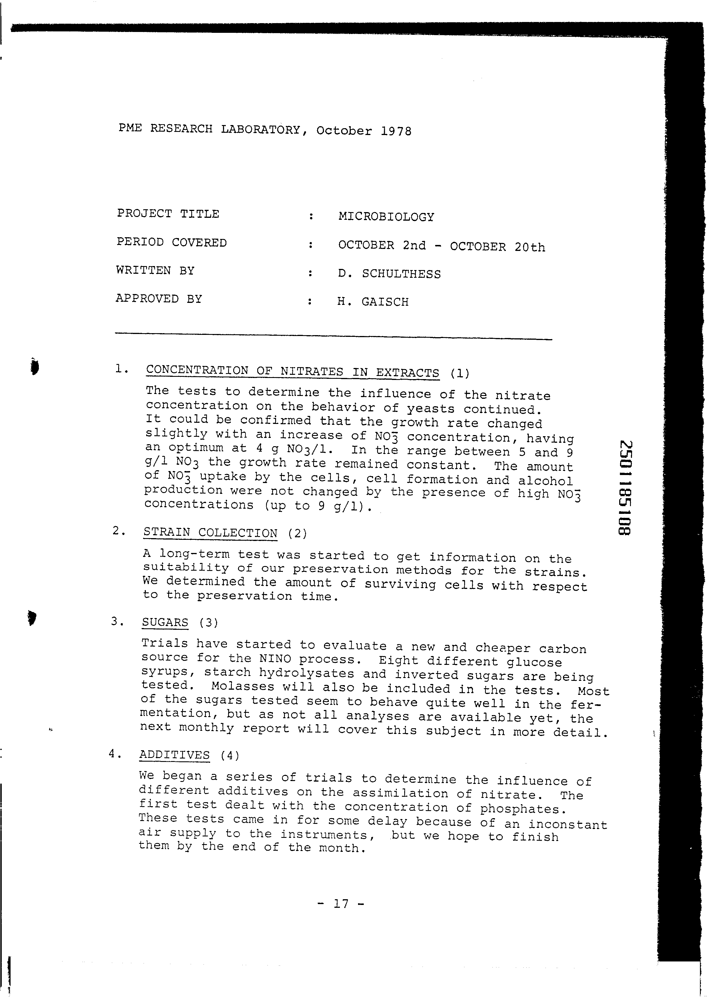 PME RESEARCH LABORATORY, October 1978
PROJECT TITLE : MICROBIOLOGY
PERIOD COVERED : OCTOBER 2nd - OCTOBER 20th
WRITTEN BY : D. SCHULTHESS
APPROVED BY : H. GAISCH
1. CONCENTRATION OF NITRATES IN EXTRACTS (1)
The tests to determine the influence of the nitrate
concentration on the behavior of yeasts continued.
It could be confirmed that the growth rate changed
slightly with an increase of NO₃⁻ concentration, having
an optimum at 4 g NO₃/l. In the range between 5 and 9
g/l NO₃ the growth rate remained constant. The amount
of NO₃⁻ uptake by the cells, cell formation and alcohol
production were not changed by the presence of high NO₃⁻
concentrations (up to 9 g/l).
2. STRAIN COLLECTION (2)
A long-term test was started to get information on the
suitability of our preservation methods for the strains.
We determined the amount of surviving cells with respect
to the preservation time.
3. SUGARS (3)
Trials have started to evaluate a new and cheaper carbon
source for the NINO process. Eight different glucose
syrups, starch hydrolysates and inverted sugars are being
tested. Molasses will also be included in the tests. Most
of the sugars tested seem to behave quite well in the fer-
mentation, but as not all analyses are available yet, the
next monthly report will cover this subject in more detail.
4. ADDITIVES (4)
We began a series of trials to determine the influence of
different additives on the assimilation of nitrate. The
first test dealt with the concentration of phosphates.
These tests came in for some delay because of an inconstant
air supply to the instruments, but we hope to finish
them by the end of the month.
- 17 -
2501185108